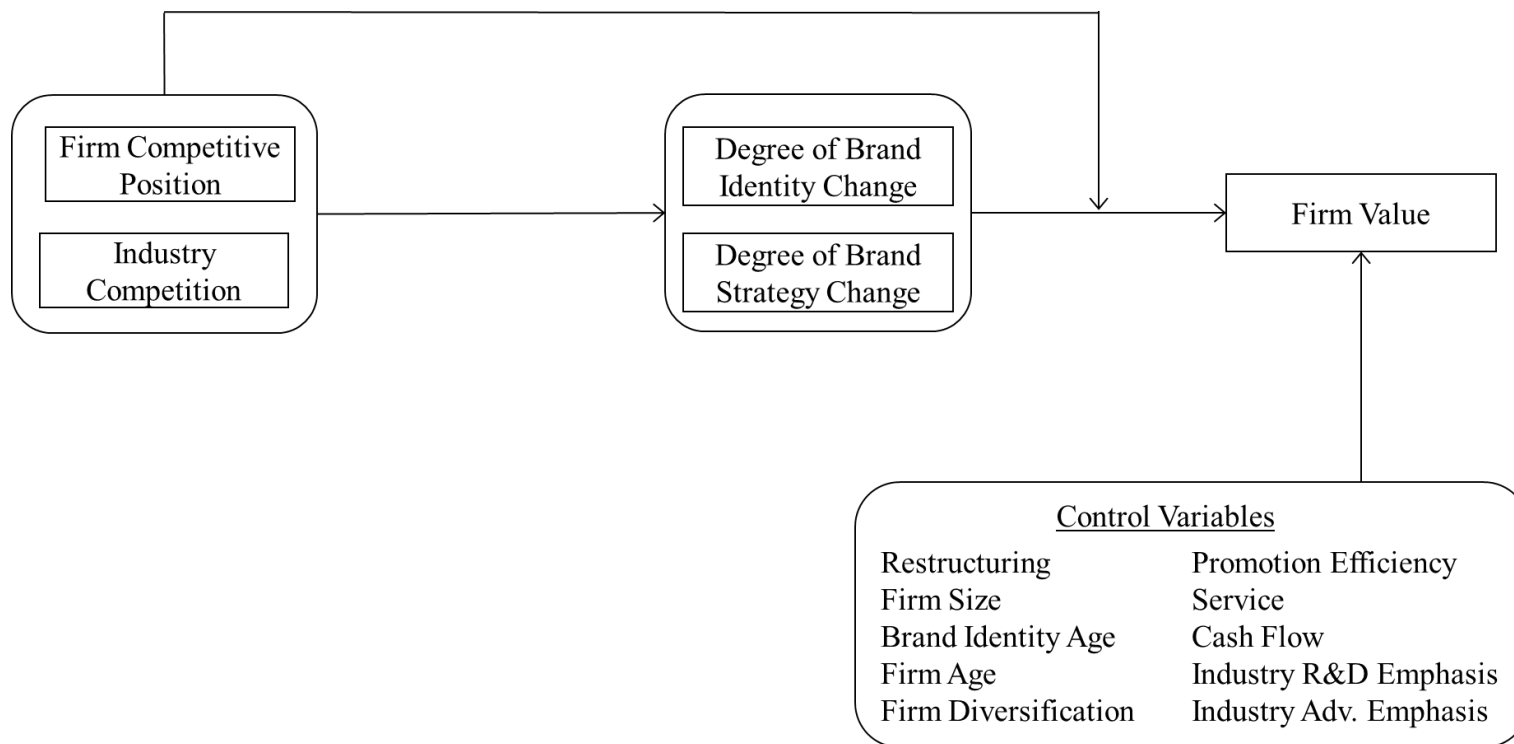 Firm Competitive
Position
Industry
Competition
Degree of Brand
Identity Change
Degree of Brand
Strategy Change
Firm Value
Control Variables
Restructuring
Firm Size
Brand Identity Age
Firm Age
Firm Diversification
Promotion Efficiency
Service
Cash Flow
Industry R&D Emphasis
Industry Adv. Emphasis